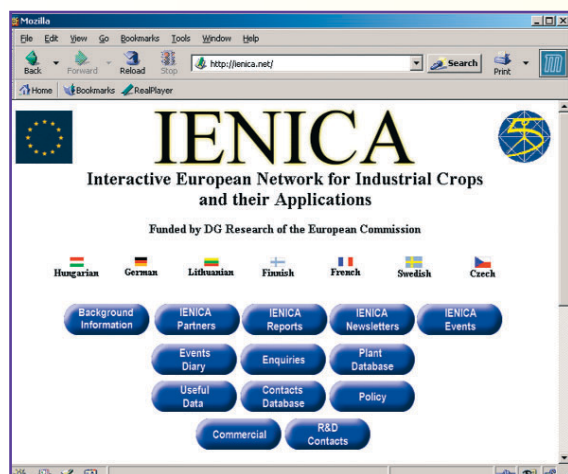 Mozilla
File Edit View Go Bookmarks Tools Window Help
Back Forward Reload Stop http://ienica.net/ Search Print
Home Bookmarks RealPlayer
IENICA
Interactive European Network for Industrial Crops
and their Applications
Funded by DG Research of the European Commission
Hungarian German Lithuanian Finnish French Swedish Czech
Background Information
IENICA Partners
IENICA Reports
IENICA Newsletters
IENICA Events
Events Diary
Enquiries
Plant Database
Useful Data
Contacts Database
Policy
Commercial
R&D Contacts